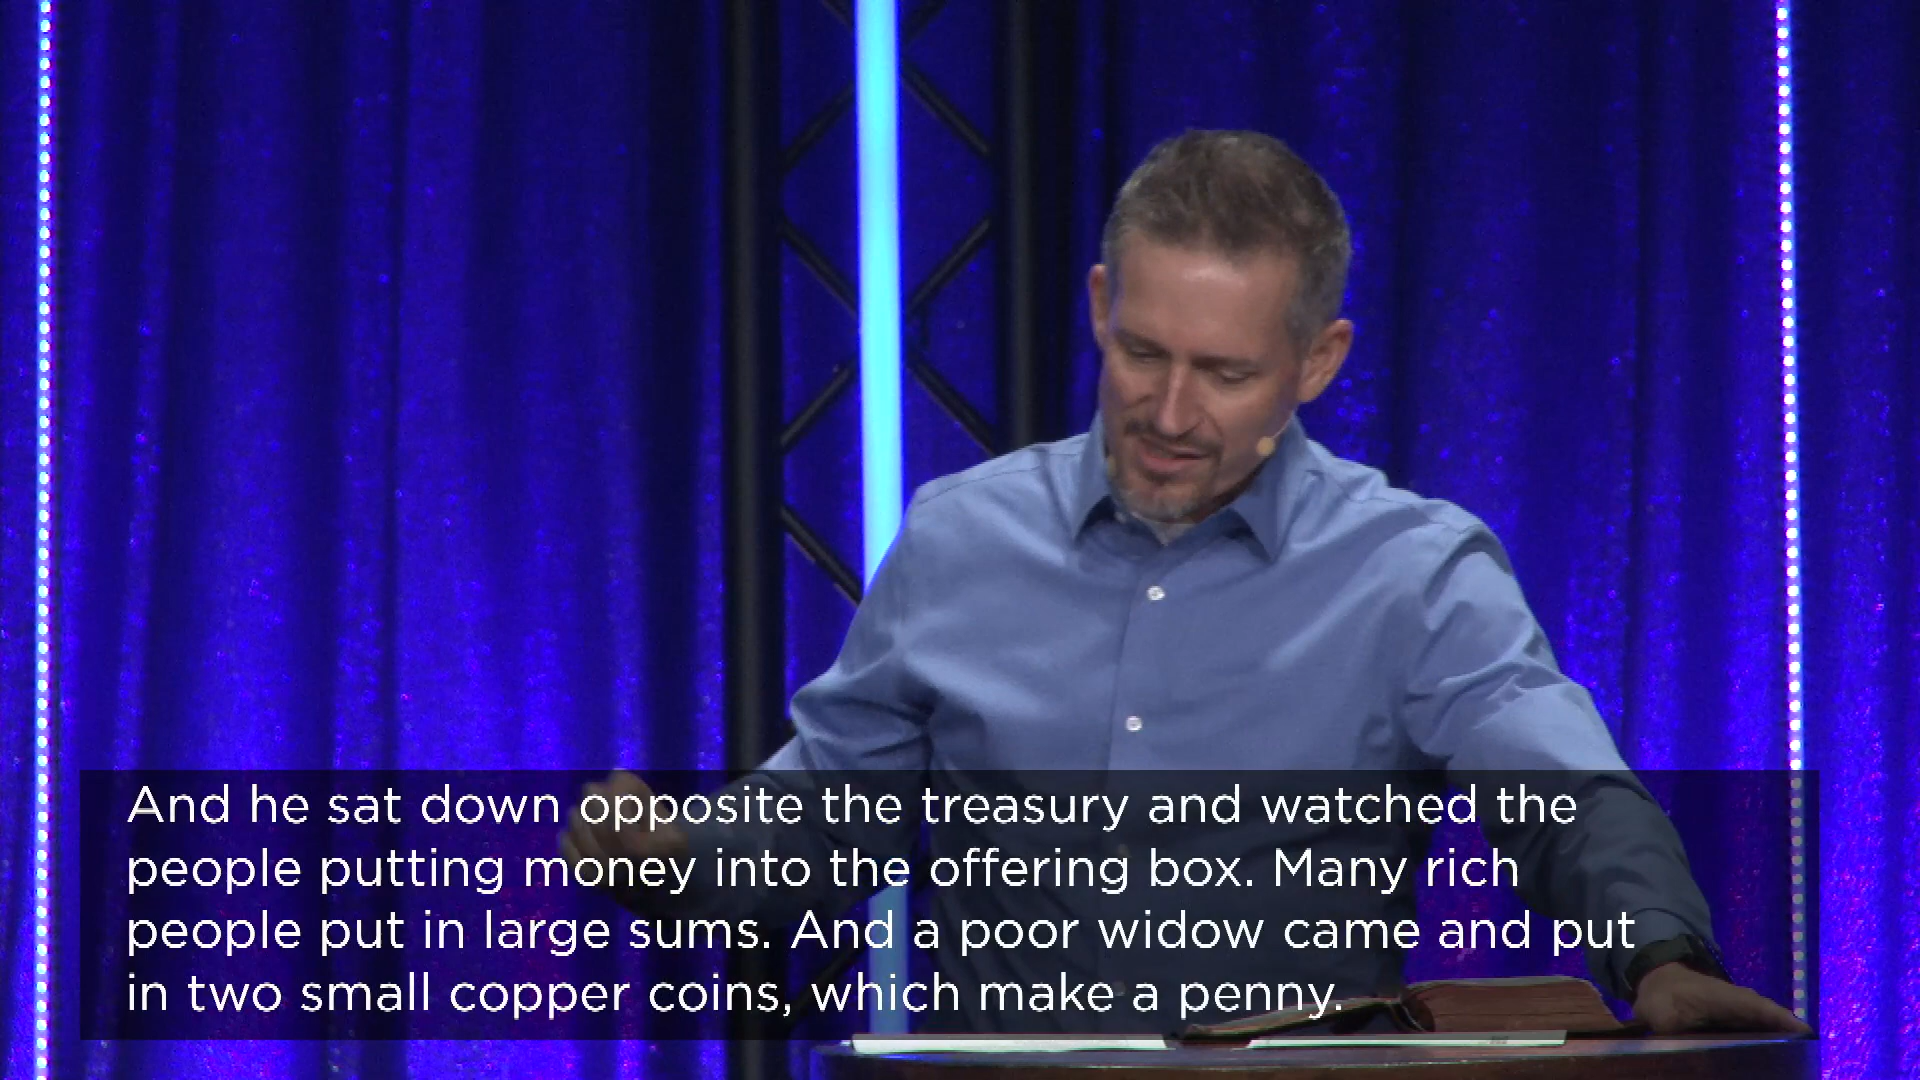 And he sat down opposite the treasury and watched the
people putting money into the offering box. Many rich
people put in large sums. And a poor widow came and put
in two small copper coins, which make a penny.